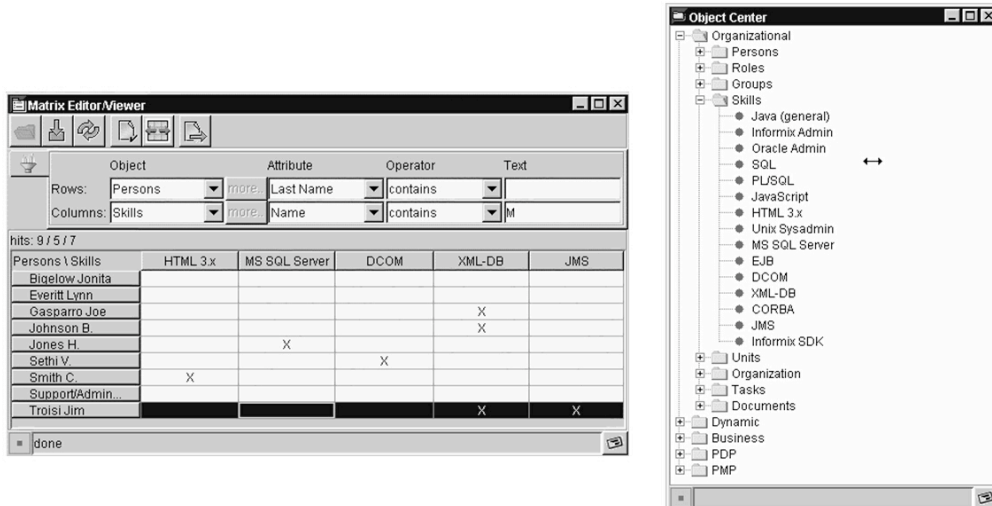 Matrix Editor/Viewer
Object Attribute Operator Text
Rows: Persons more.. Last Name contains
Columns: Skills more.. Name contains M
hits: 9 / 5 / 7
Persons \ Skills HTML 3.x MS SQL Server DCOM XML-DB JMS
Bigelow Jonita
Everitt Lynn
Gasparro Joe X
Johnson B. X
Jones H. X
Sethi V. X
Smith C. X
Support/Admin...
Troisi Jim X X
done
Object Center
Organizational
Persons
Roles
Groups
Skills
Java (general)
Informix Admin
Oracle Admin
SQL
PL/SQL
JavaScript
HTML 3.x
Unix Sysadmin
MS SQL Server
EJB
DCOM
XML-DB
CORBA
JMS
Informix SDK
Units
Organization
Tasks
Documents
Dynamic
Business
PDP
PMP